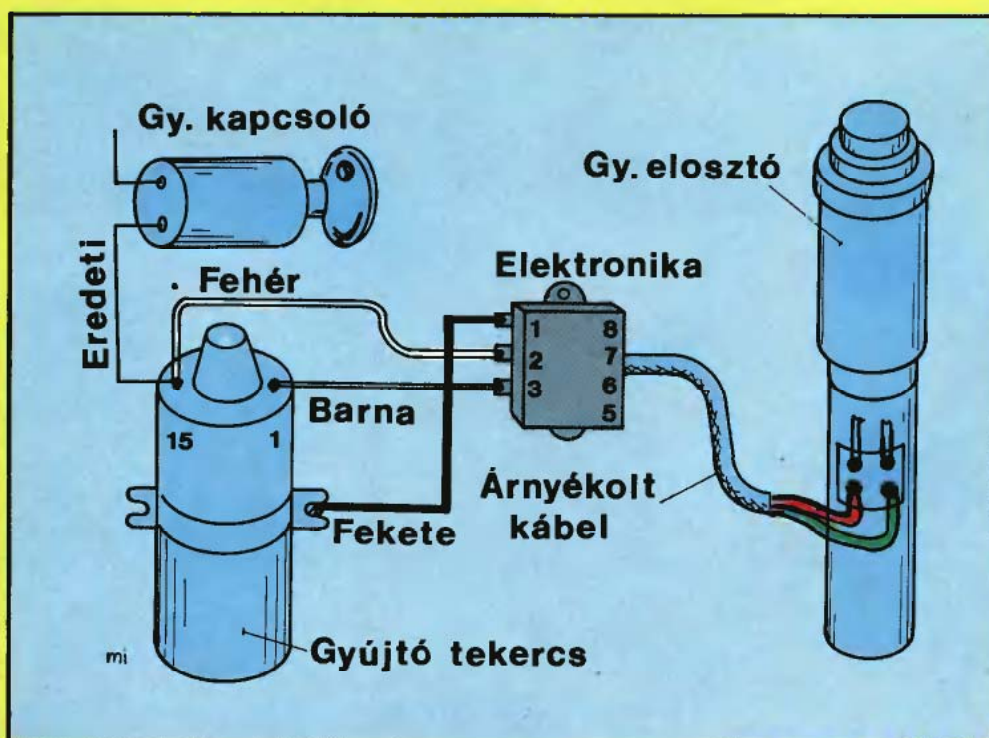 Gy. kapcsoló
Gy. elosztó
Eredeti
Fehér
Elektronika
1 8
2 7
3 6
5
Barna
15 1
Árnyékolt
kábel
Fekete
Gyújtó tekercs
mi